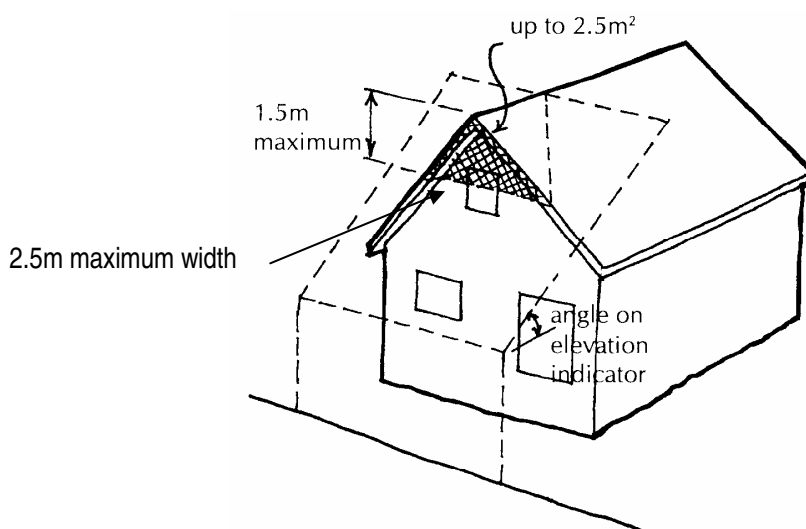 up to 2.5m²
1.5m
maximum
2.5m maximum width
angle on
elevation
indicator